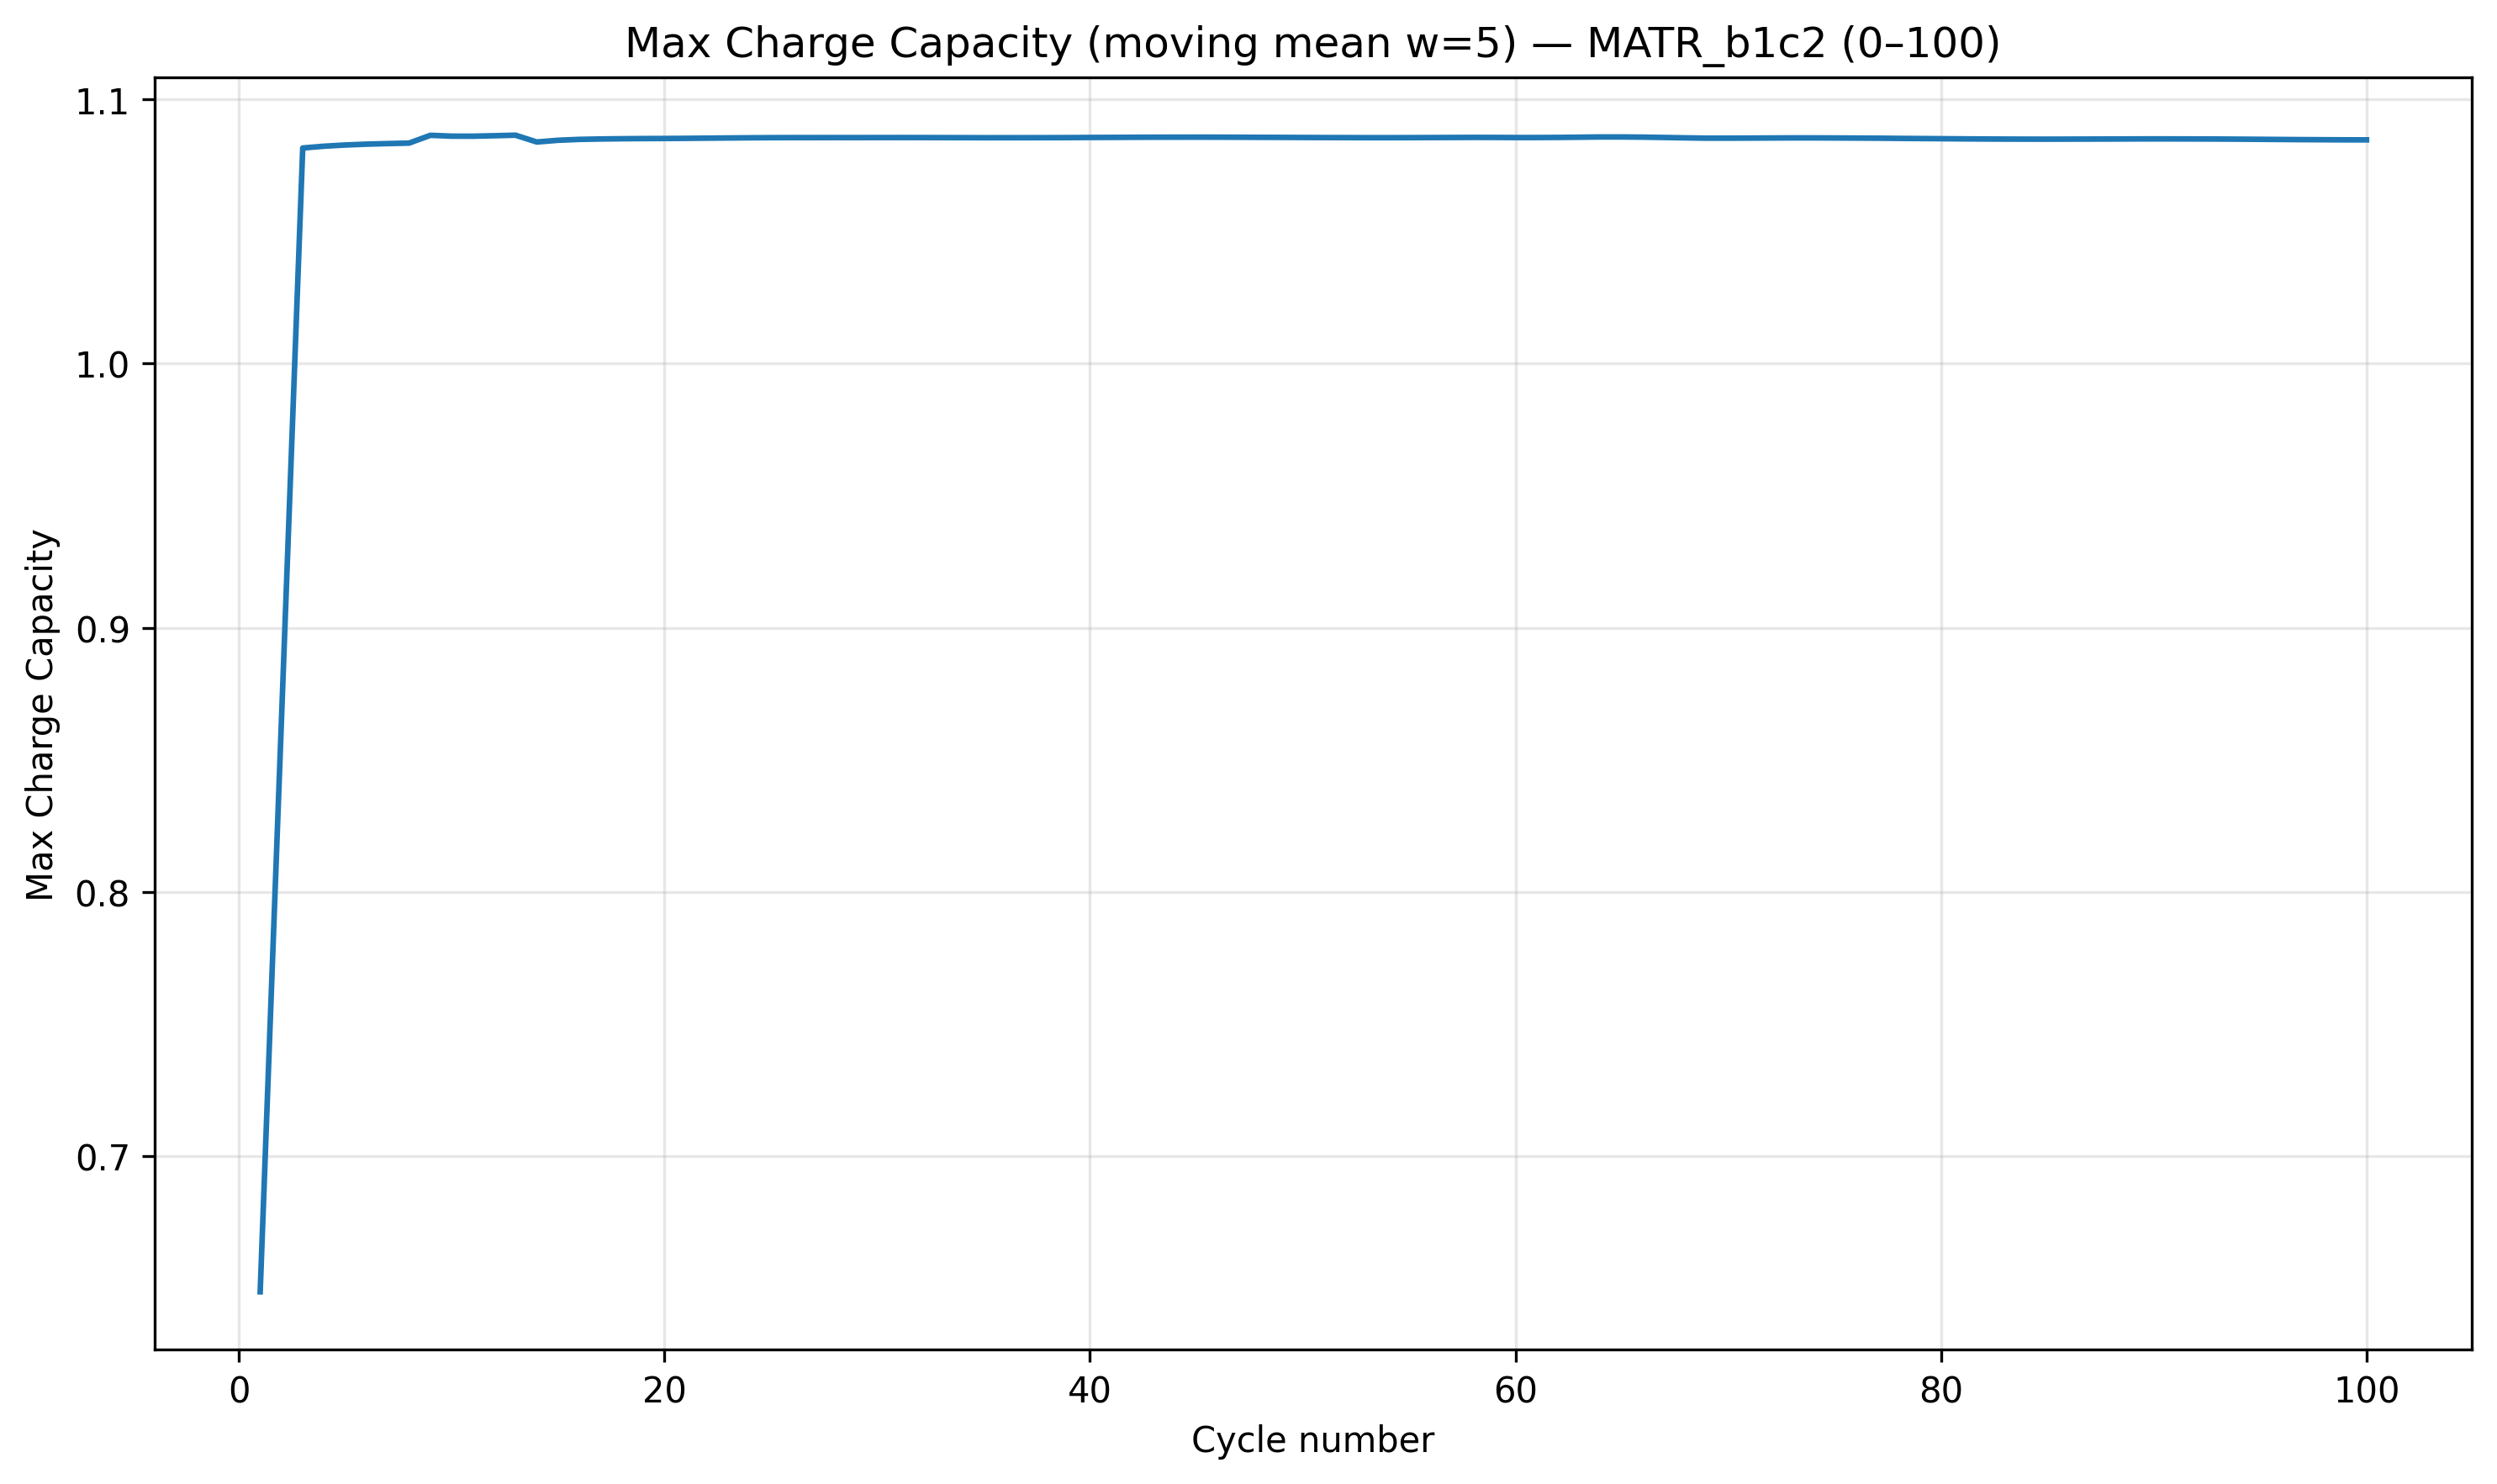 Max Charge Capacity (moving mean w=5) — MATR_b1c2 (0–100)
Max Charge Capacity
1.1
1.0
0.9
0.8
0.7
0 20 40 60 80 100
Cycle number